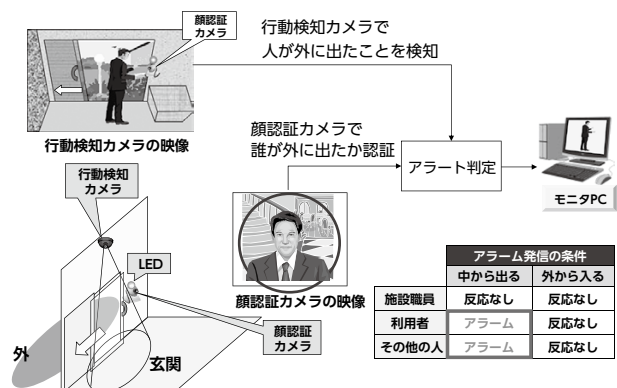 顔認証
カメラ
行動検知カメラで
人が外に出たことを検知
行動検知カメラの映像
顔認証カメラで
誰が外に出たか認証
アラート判定
モニタPC
行動検知
カメラ
LED
顔認証カメラの映像
顔認証
カメラ
外
玄関
アラーム発信の条件
中から出る 外から入る
施設職員 反応なし 反応なし
利用者 アラーム 反応なし
その他の人 アラーム 反応なし